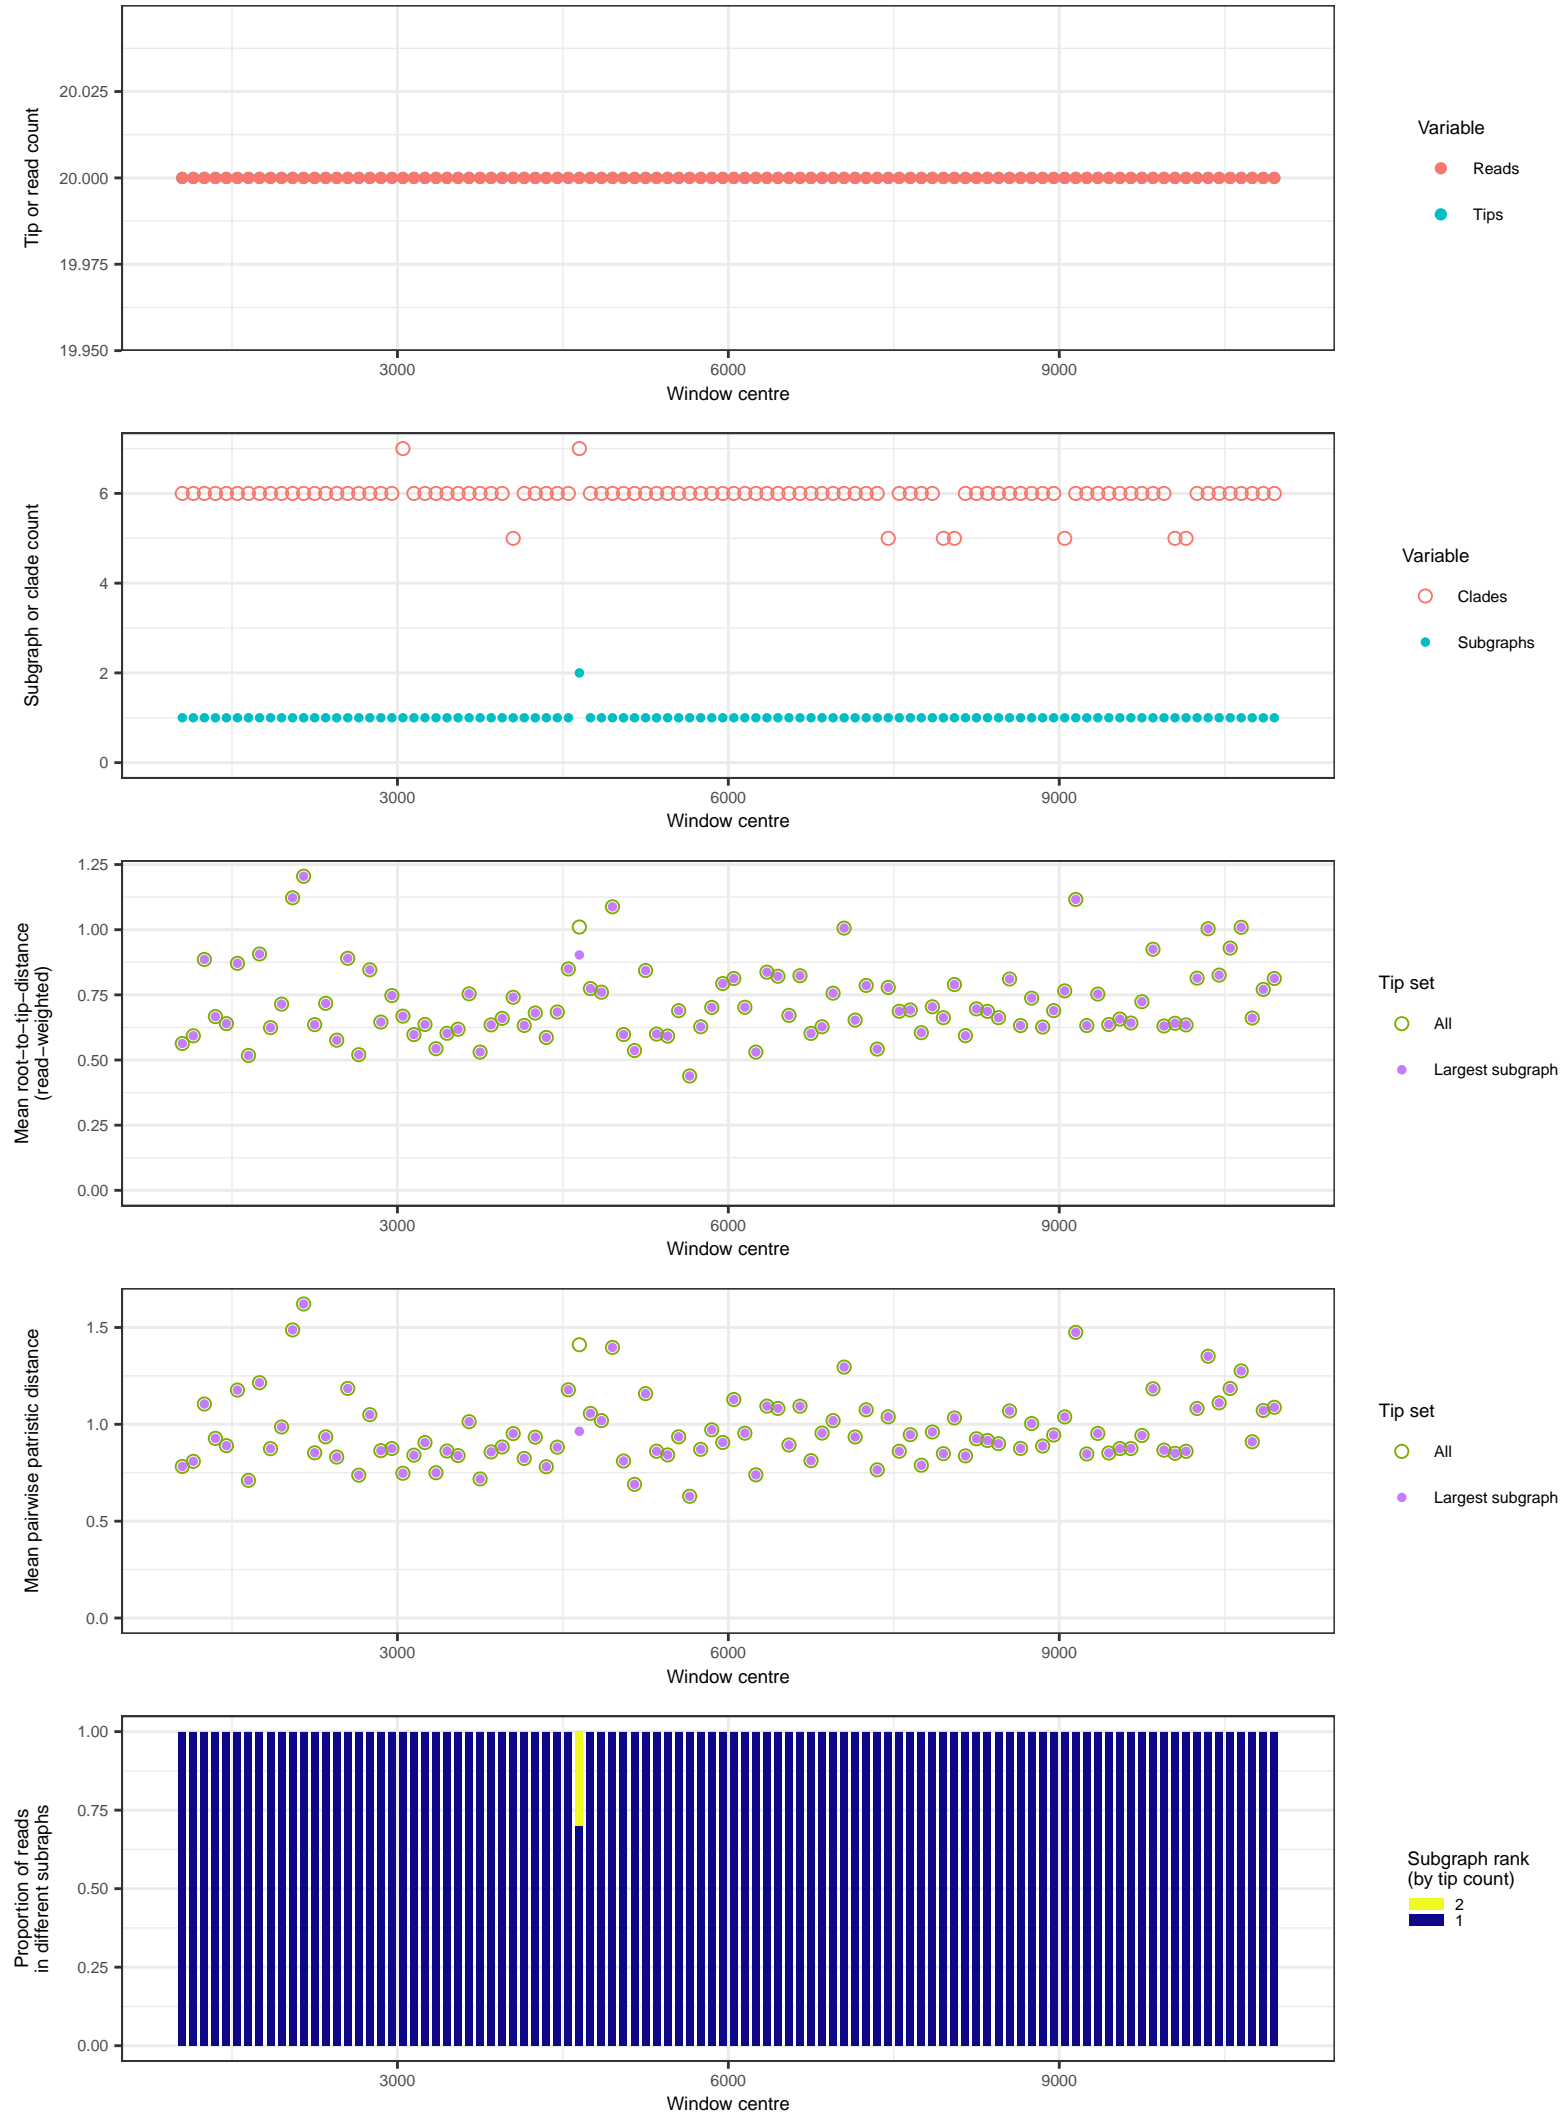 Tip or read count
20.025
20.000
19.975
19.950
3000
6000
9000
Window centre
Variable
Reads
Tips
Subgraph or clade count
6
4
2
0
3000
6000
9000
Window centre
Variable
Clades
Subgraphs
Mean root−to−tip−distance
(read−weighted)
1.25
1.00
0.75
0.50
0.25
0.00
3000
6000
9000
Window centre
Tip set
All
Largest subgraph
Mean pairwise patristic distance
1.5
1.0
0.5
0.0
3000
6000
9000
Window centre
Tip set
All
Largest subgraph
Proportion of reads
in different subraphs
1.00
0.75
0.50
0.25
0.00
3000
6000
9000
Window centre
Subgraph rank
(by tip count)
2
1